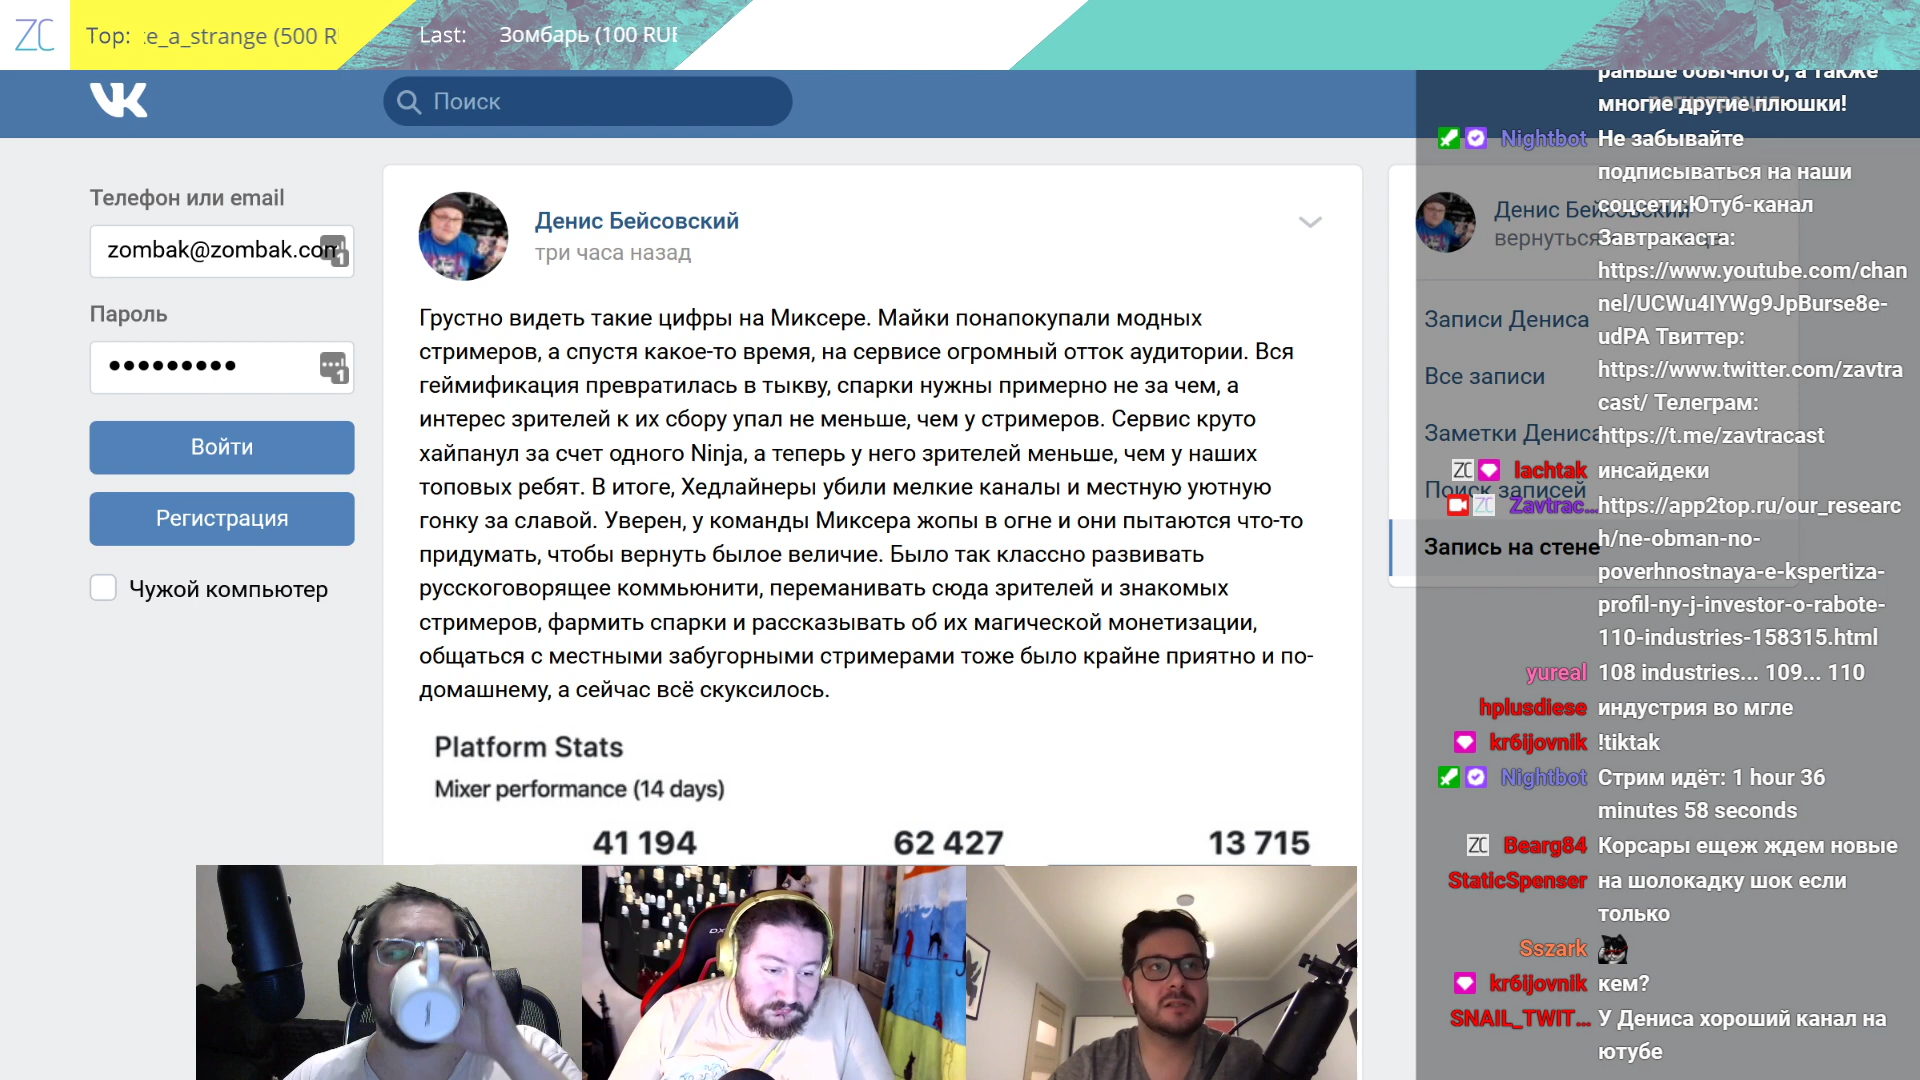 ZC
Top: e_a_strange (500 R
Last: Зомбарь (100 RUB
Поиск
Телефон или email
zombak@zombak.com
Пароль
Войти
Регистрация
Чужой компьютер
Денис Бейсовский
три часа назад
Грустно видеть такие цифры на Миксере. Майки понапокупали модных
стримеров, а спустя какое-то время, на сервисе огромный отток аудитории. Вся
геймификация превратилась в тыкву, спарки нужны примерно не за чем, а
интерес зрителей к их сбору упал не меньше, чем у стримеров. Сервис круто
хайпанул за счет одного Ninja, а теперь у него зрителей меньше, чем у наших
топовых ребят. В итоге, Хедлайнеры убили мелкие каналы и местную уютную
гонку за славой. Уверен, у команды Миксера жопы в огне и они пытаются что-то
придумать, чтобы вернуть былое величие. Было так классно развивать
русскоговорящее коммьюнити, переманивать сюда зрителей и знакомых
стримеров, фармить спарки и рассказывать об их магической монетизации,
общаться с местными забугорными стримерами тоже было крайне приятно и по-
домашнему, а сейчас всё скуксилось.
Platform Stats
Mixer performance (14 days)
41 194 62 427 13 715
Денис Бейсовский
вернуться
Записи Дениса
Все записи
Заметки Дениса
Поиск записей
Запись на стене
раньше обычного, а также
многие другие плюшки!
Nightbot Не забывайте
подписываться на наши
соцсети:Ютуб-канал
Завтракаста:
https://www.youtube.com/chan
nel/UCWu4IYWg9JpBurse8e-
udPA Твиттер:
https://www.twitter.com/zavtra
cast/ Телеграм:
https://t.me/zavtracast
ZC lachtak инсайдеки
ZC Zavtrac... https://app2top.ru/our_researc
h/ne-obman-no-
poverhnostnaya-e-kspertiza-
profil-ny-j-investor-o-rabote-
110-industries-158315.html
yureal 108 industries... 109... 110
hplusdiese индустрия во мгле
kr6ijovnik !tiktak
Nightbot Стрим идёт: 1 hour 36
minutes 58 seconds
ZC Bearg84 Корсары ещеж ждем новые
StaticSpenser на шолокадку шок если
только
Sszark
kr6ijovnik кем?
SNAIL_TWIT... У Дениса хороший канал на
ютубе